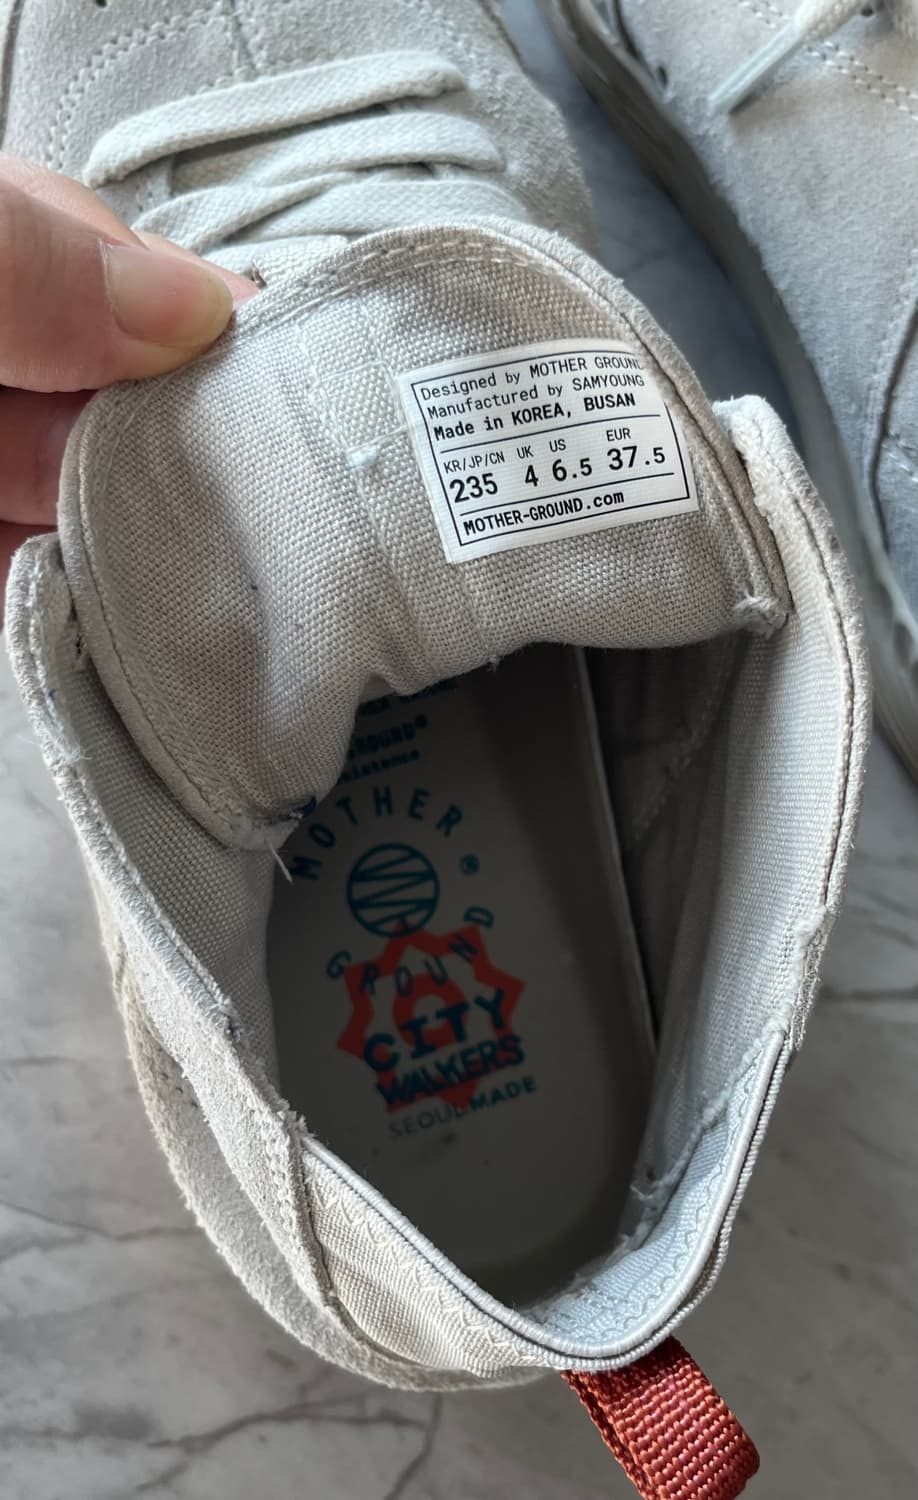 Designed by MOTHER GROUND
Manufactured by SAMYOUNG
Made in KOREA, BUSAN
KR/JP/CN UK US EUR
235 4 6.5 37.5
MOTHER-GROUND.com
MOTHER
®
GROUND
CITY
WALKERS
SEOUL MADE